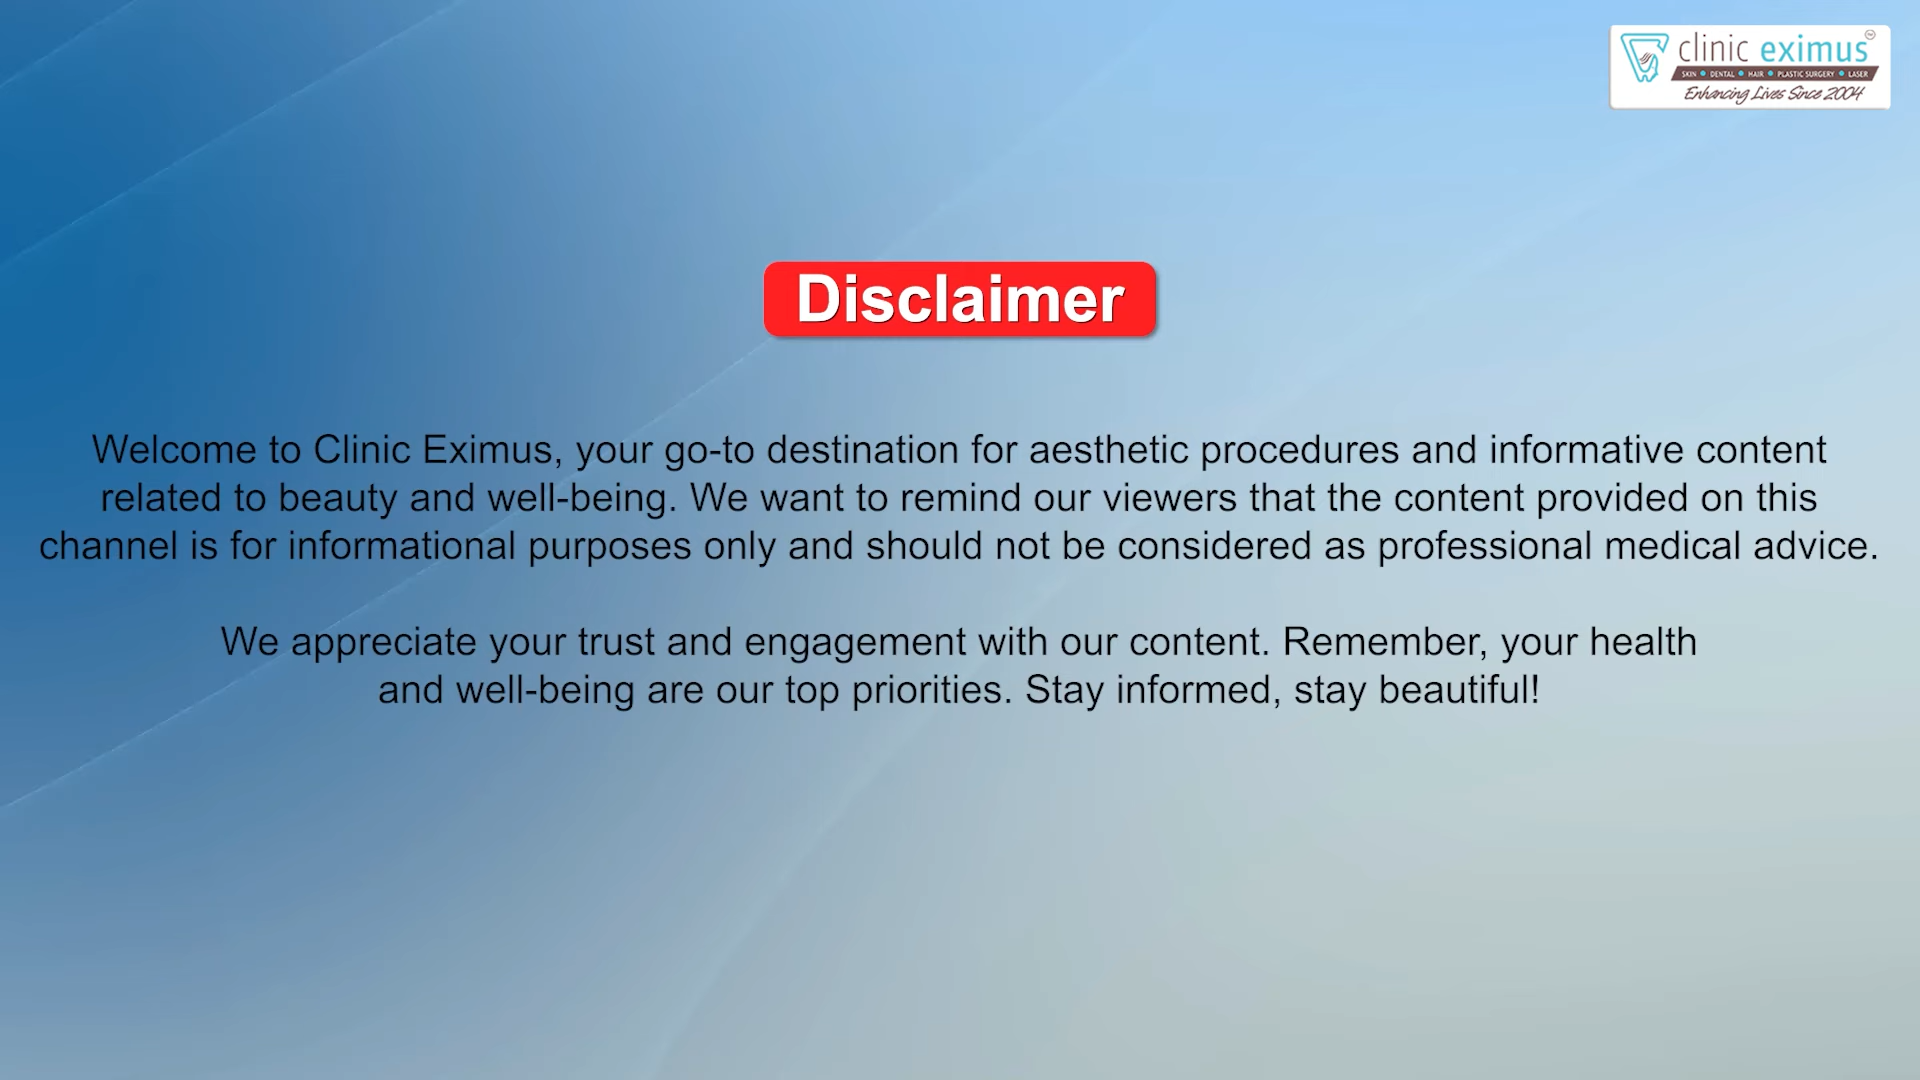 clinic eximus™
SKIN • DENTAL • HAIR • PLASTIC SURGERY • LASER
Enhancing Lives Since 2004
Disclaimer
Welcome to Clinic Eximus, your go-to destination for aesthetic procedures and informative content
related to beauty and well-being. We want to remind our viewers that the content provided on this
channel is for informational purposes only and should not be considered as professional medical advice.
We appreciate your trust and engagement with our content. Remember, your health
and well-being are our top priorities. Stay informed, stay beautiful!